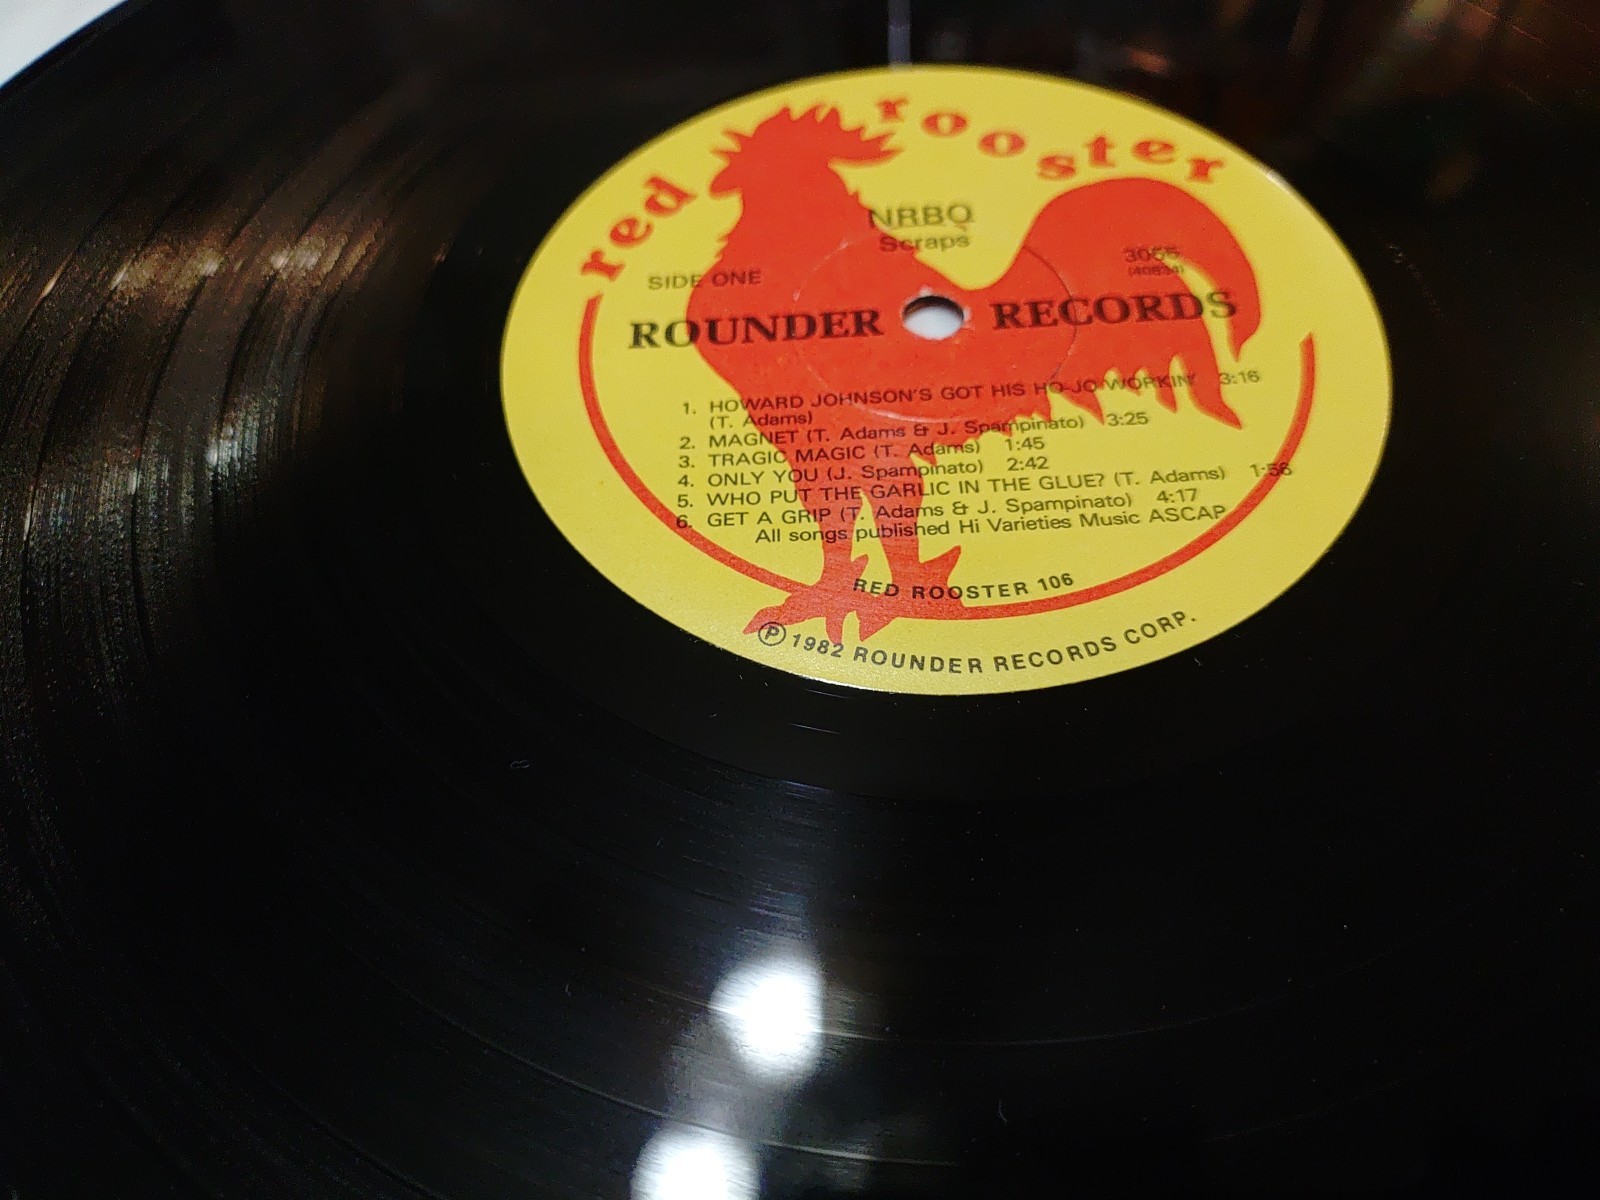 red rooster
NRBQ
Scraps
SIDE ONE
ROUNDER RECORDS
1. HOWARD JOHNSON'S GOT HIS HO-JO WORKIN' 3:16
(T. Adams)
2. MAGNET (T. Adams & J. Spampinato) 3:25
3. TRAGIC MAGIC (T. Adams) 1:45
4. ONLY YOU (J. Spampinato) 2:42
5. WHO PUT THE GARLIC IN THE GLUE? (T. Adams) 1:56
6. GET A GRIP (T. Adams & J. Spampinato) 4:17
All songs published Hi Varieties Music ASCAP
RED ROOSTER 106
Ⓟ 1982 ROUNDER RECORDS CORP.